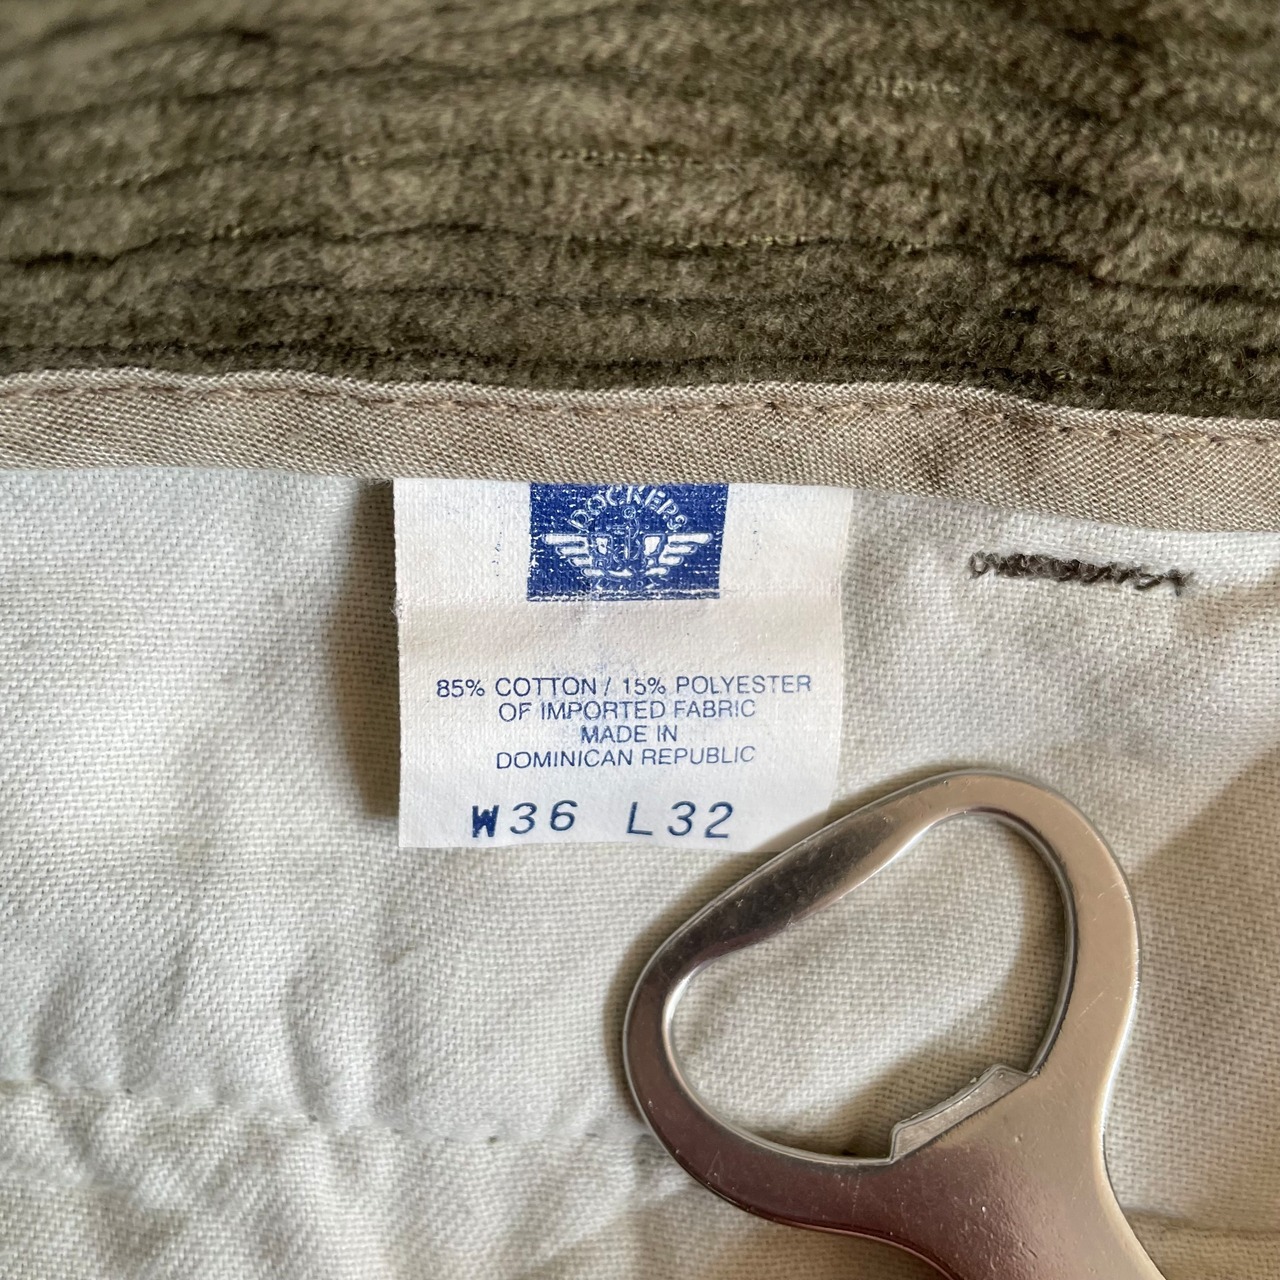 DOCKERS
85% COTTON / 15% POLYESTER
OF IMPORTED FABRIC
MADE IN
DOMINICAN REPUBLIC
W36 L32